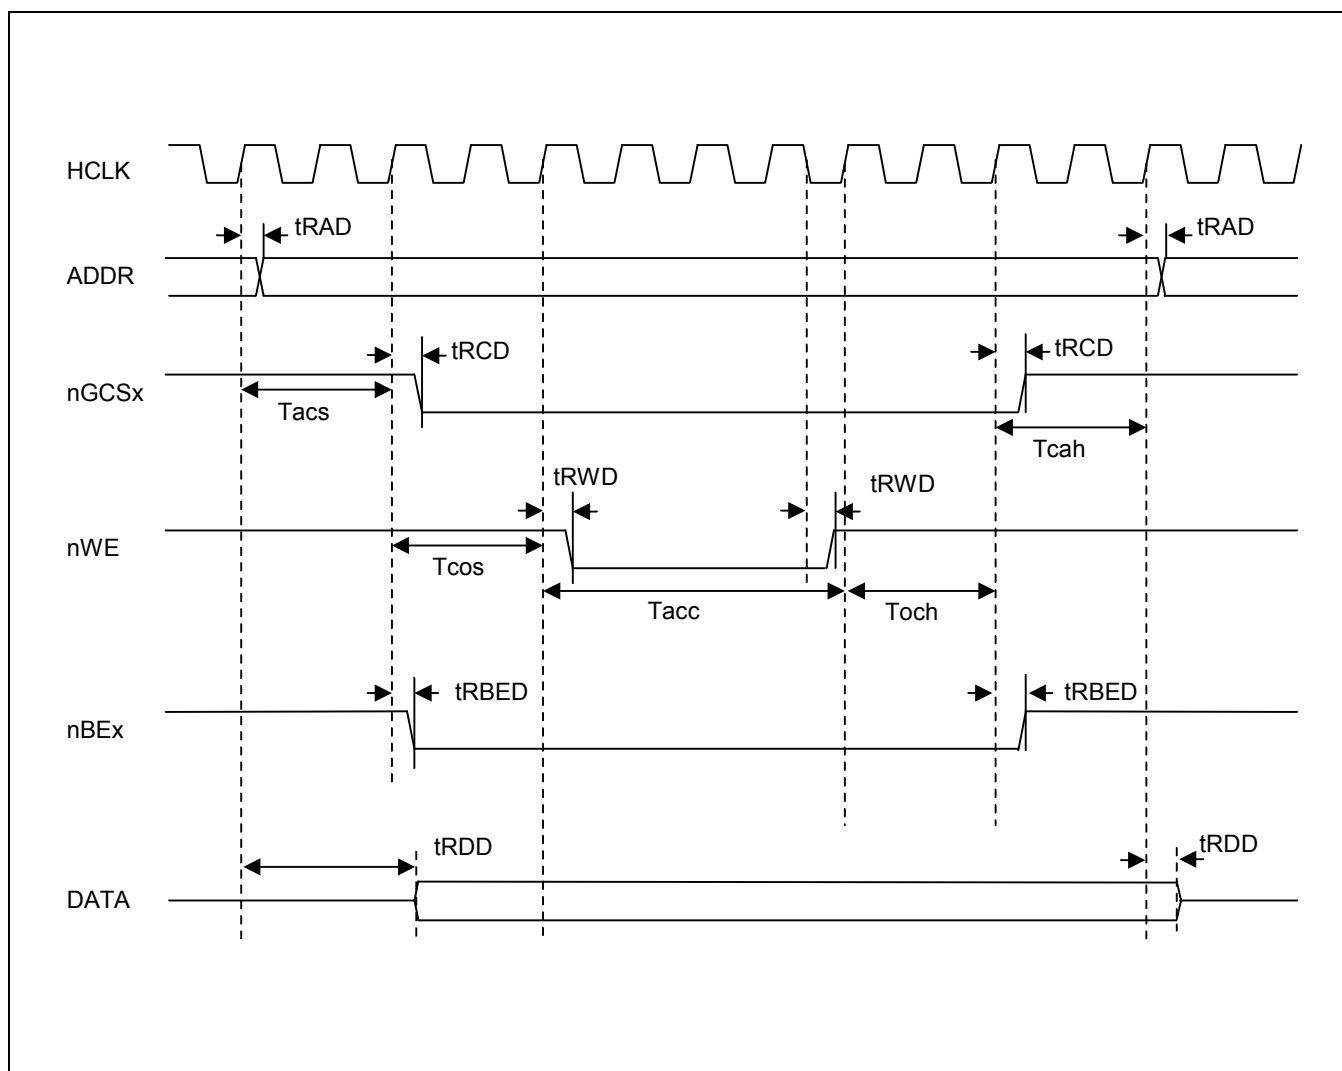 HCLK
tRAD
tRAD
ADDR
tRCD
tRCD
nGCSx
Tacs
Tcah
tRWD
tRWD
nWE
Tcos
Tacc
Toch
tRBED
tRBED
nBEx
tRDD
tRDD
DATA